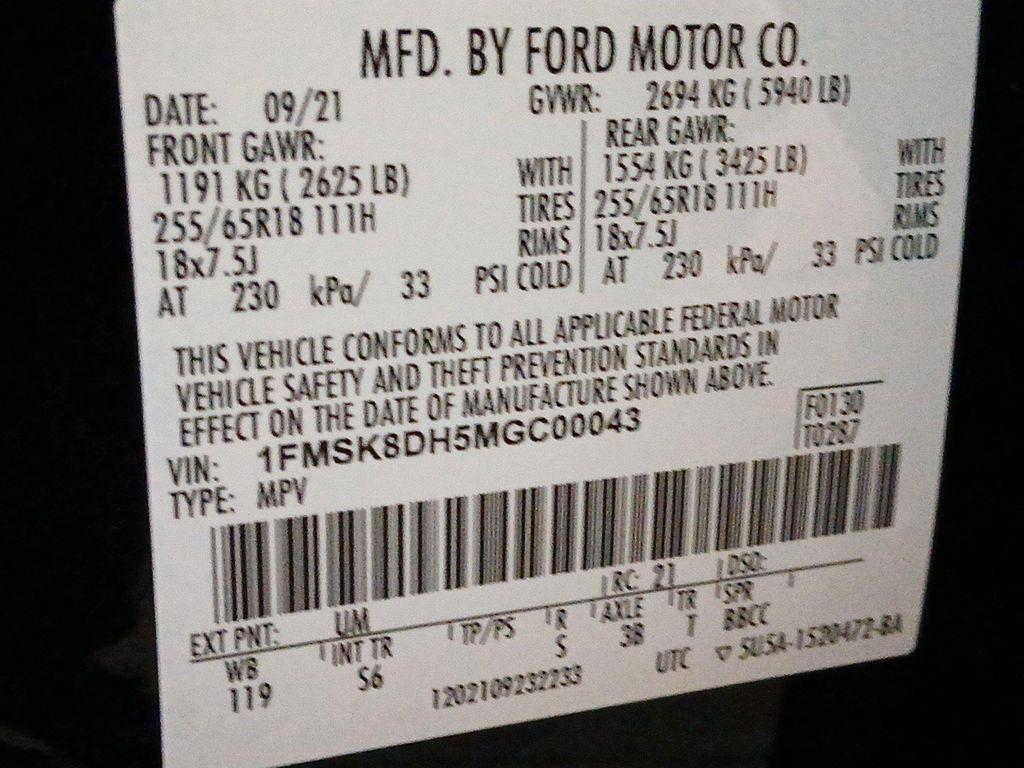 MFD. BY FORD MOTOR CO.
DATE: 09/21 GVWR: 2694 KG ( 5940 LB)
FRONT GAWR: REAR GAWR:
1191 KG ( 2625 LB) WITH 1554 KG ( 3425 LB) WITH
255/65R18 111H TIRES 255/65R18 111H TIRES
18x7.5J RIMS 18x7.5J RIMS
AT 230 kPa/ 33 PSI COLD AT 230 kPa/ 33 PSI COLD
THIS VEHICLE CONFORMS TO ALL APPLICABLE FEDERAL MOTOR
VEHICLE SAFETY AND THEFT PREVENTION STANDARDS IN
EFFECT ON THE DATE OF MANUFACTURE SHOWN ABOVE.
VIN: 1FMSK8DH5MGC00043 F0130
TYPE: MPV T0287
EXT PNT: UM RC: 21 DSO:
WB INT TR TP/PS R AXLE TR SPR
119 S6 S 3B T BBCC
1202109232233 UTC ▽ 5U5A-1520472-BA